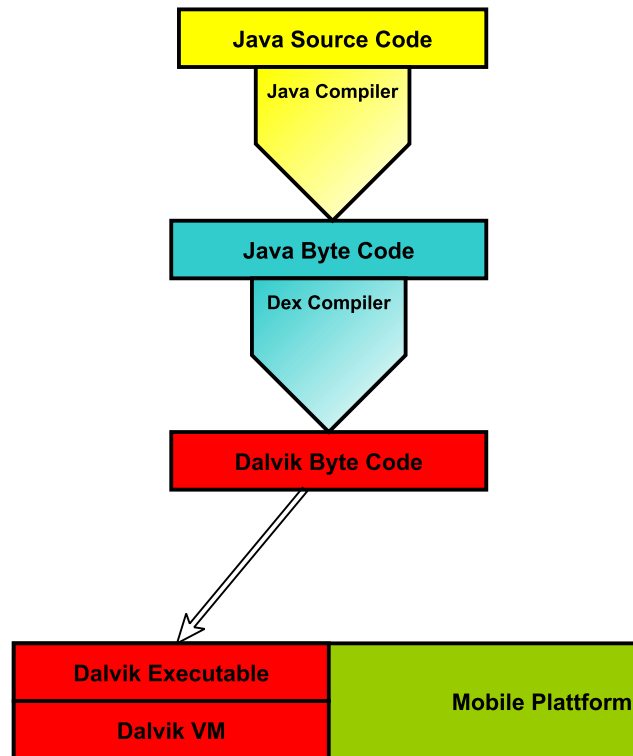 Java Source Code
Java Compiler
Java Byte Code
Dex Compiler
Dalvik Byte Code
Dalvik Executable
Mobile Plattform
Dalvik VM